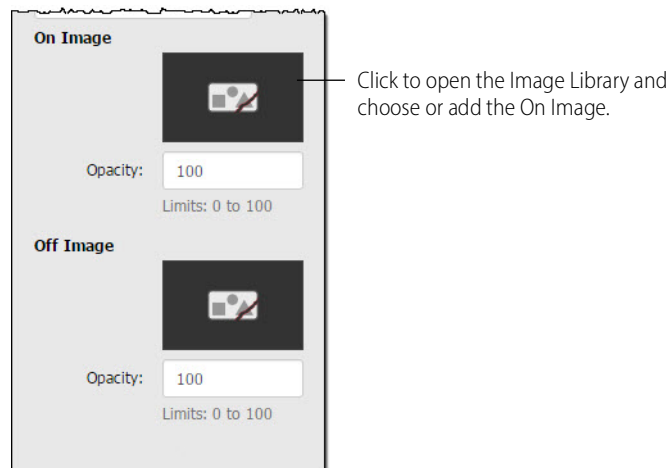 On Image
Click to open the Image Library and
choose or add the On Image.
Opacity: 100
Limits: 0 to 100
Off Image
Opacity: 100
Limits: 0 to 100